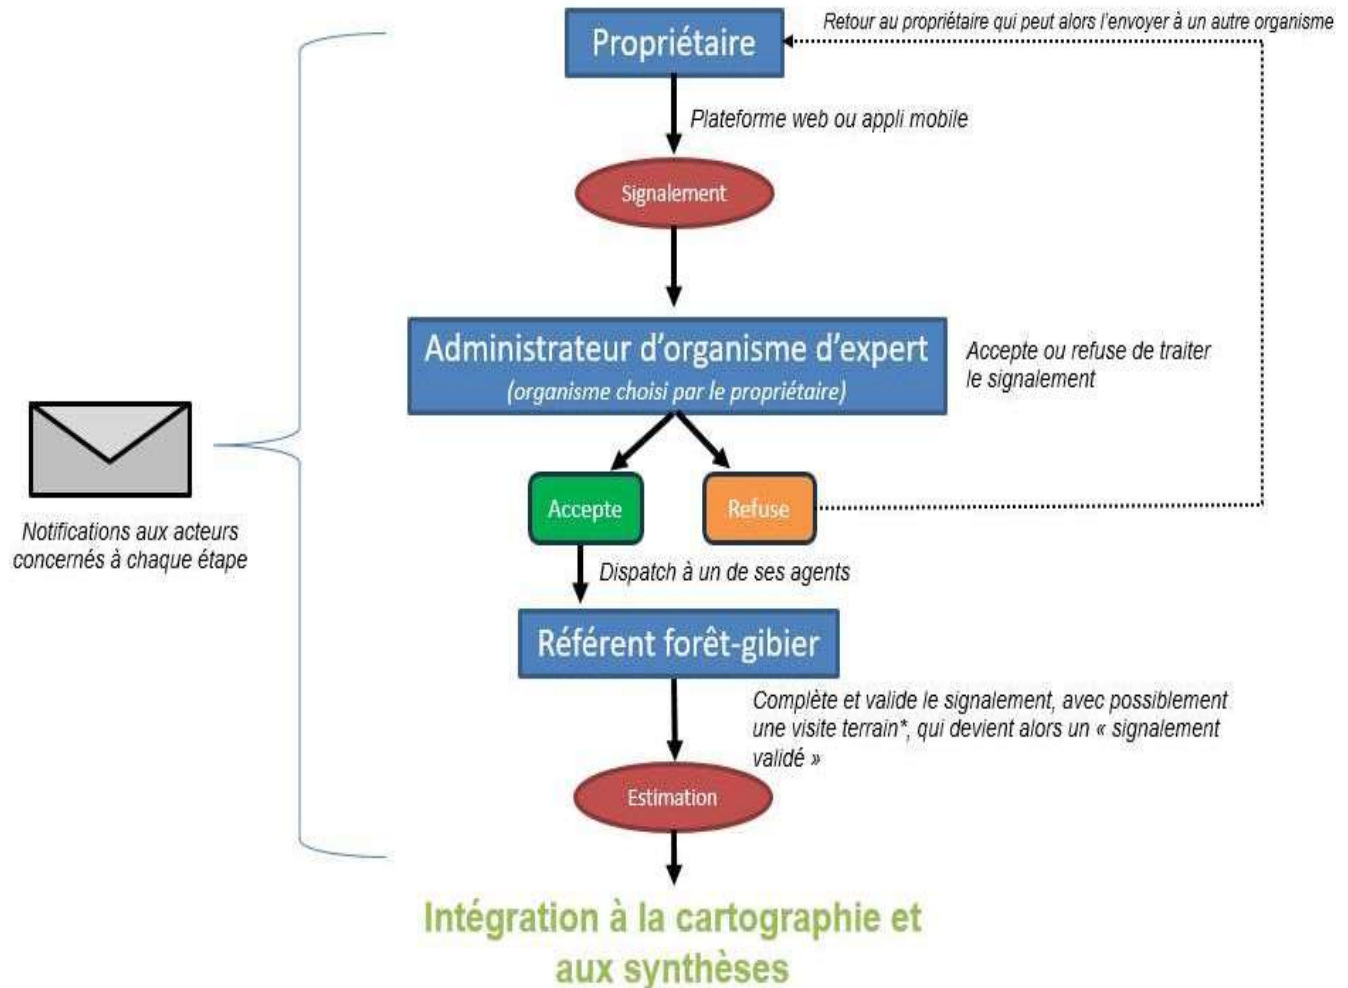 Propriétaire
Retour au propriétaire qui peut alors l'envoyer à un autre organisme
Plateforme web ou appli mobile
Signalement
Administrateur d'organisme d'expert
(organisme choisi par le propriétaire)
Accepte ou refuse de traiter
le signalement
Accepte
Refuse
Notifications aux acteurs
concernés à chaque étape
Dispatch à un de ses agents
Référent forêt-gibier
Complète et valide le signalement, avec possiblement
une visite terrain*, qui devient alors un « signalement
validé »
Estimation
Intégration à la cartographie et
aux synthèses